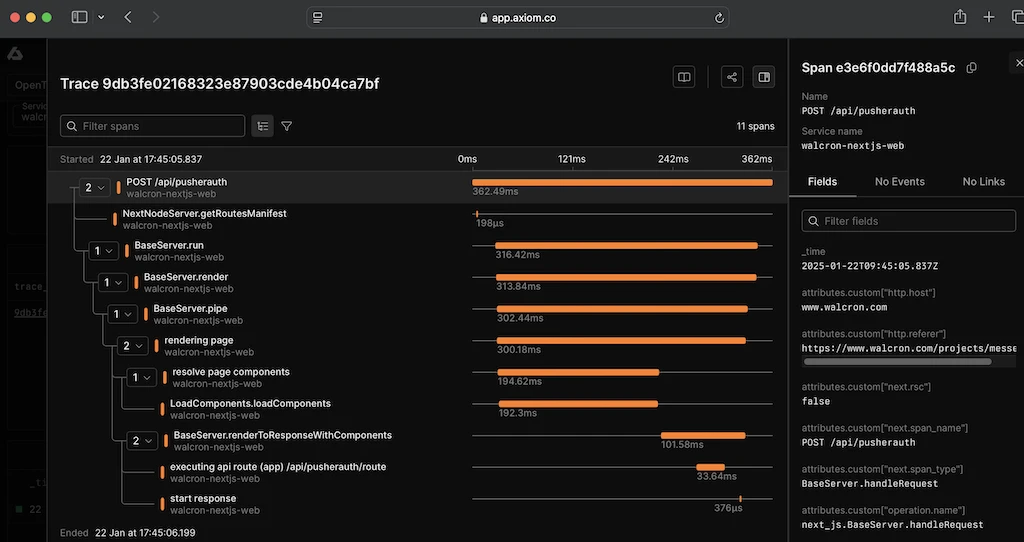 app.axiom.co
OpenT
Servic
walcro
trace_
9db3fe
_ti
22
Trace 9db3fe02168323e87903cde4b04ca7bf
Filter spans
11 spans
Started 22 Jan at 17:45:05.837
0ms 121ms 242ms 362ms
2 POST /api/pusherauth
walcron-nextjs-web
362.49ms
NextNodeServer.getRoutesManifest
walcron-nextjs-web
198µs
1 BaseServer.run
walcron-nextjs-web
316.42ms
1 BaseServer.render
walcron-nextjs-web
313.84ms
1 BaseServer.pipe
walcron-nextjs-web
302.44ms
2 rendering page
walcron-nextjs-web
300.18ms
1 resolve page components
walcron-nextjs-web
194.62ms
LoadComponents.loadComponents
walcron-nextjs-web
192.3ms
2 BaseServer.renderToResponseWithComponents
walcron-nextjs-web
101.58ms
executing api route (app) /api/pusherauth/route
walcron-nextjs-web
33.64ms
start response
walcron-nextjs-web
376µs
Ended 22 Jan at 17:45:06.199
Span e3e6f0dd7f488a5c
Name
POST /api/pusherauth
Service name
walcron-nextjs-web
Fields No Events No Links
Filter fields
_time
2025-01-22T09:45:05.837Z
attributes.custom["http.host"]
www.walcron.com
attributes.custom["http.referer"]
https://www.walcron.com/projects/messe
attributes.custom["next.rsc"]
false
attributes.custom["next.span_name"]
POST /api/pusherauth
attributes.custom["next.span_type"]
BaseServer.handleRequest
attributes.custom["operation.name"]
next_js.BaseServer.handleRequest